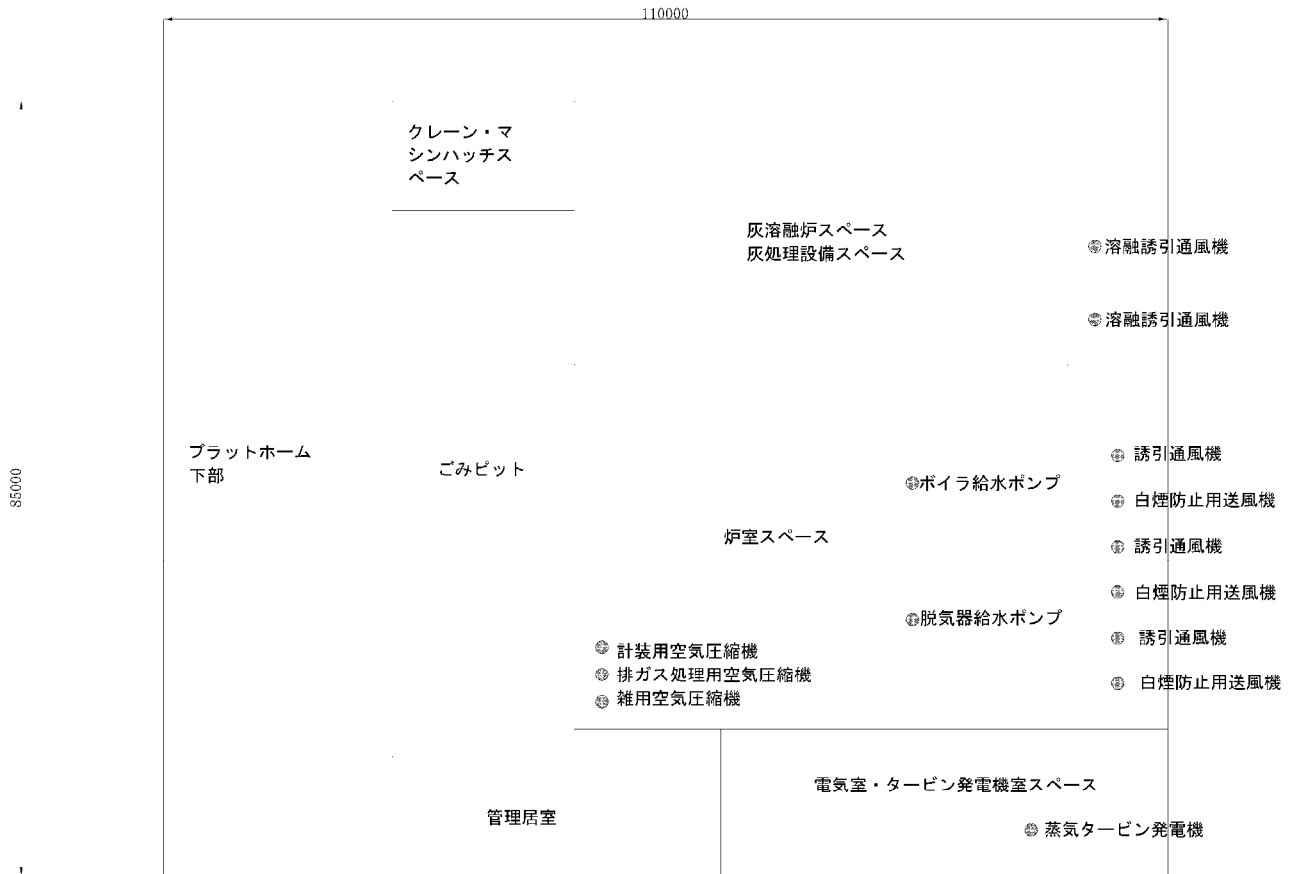 110000
クレーン・マ
シンハッチス
ペース
灰溶融炉スペース
灰処理設備スペース
溶融誘引通風機
溶融誘引通風機
プラットホーム
下部
ごみピット
85000
ボイラ給水ポンプ
誘引通風機
白煙防止用送風機
炉室スペース
誘引通風機
白煙防止用送風機
脱気器給水ポンプ
誘引通風機
計装用空気圧縮機
排ガス処理用空気圧縮機
白煙防止用送風機
雑用空気圧縮機
電気室・タービン発電機室スペース
管理居室
蒸気タービン発電機